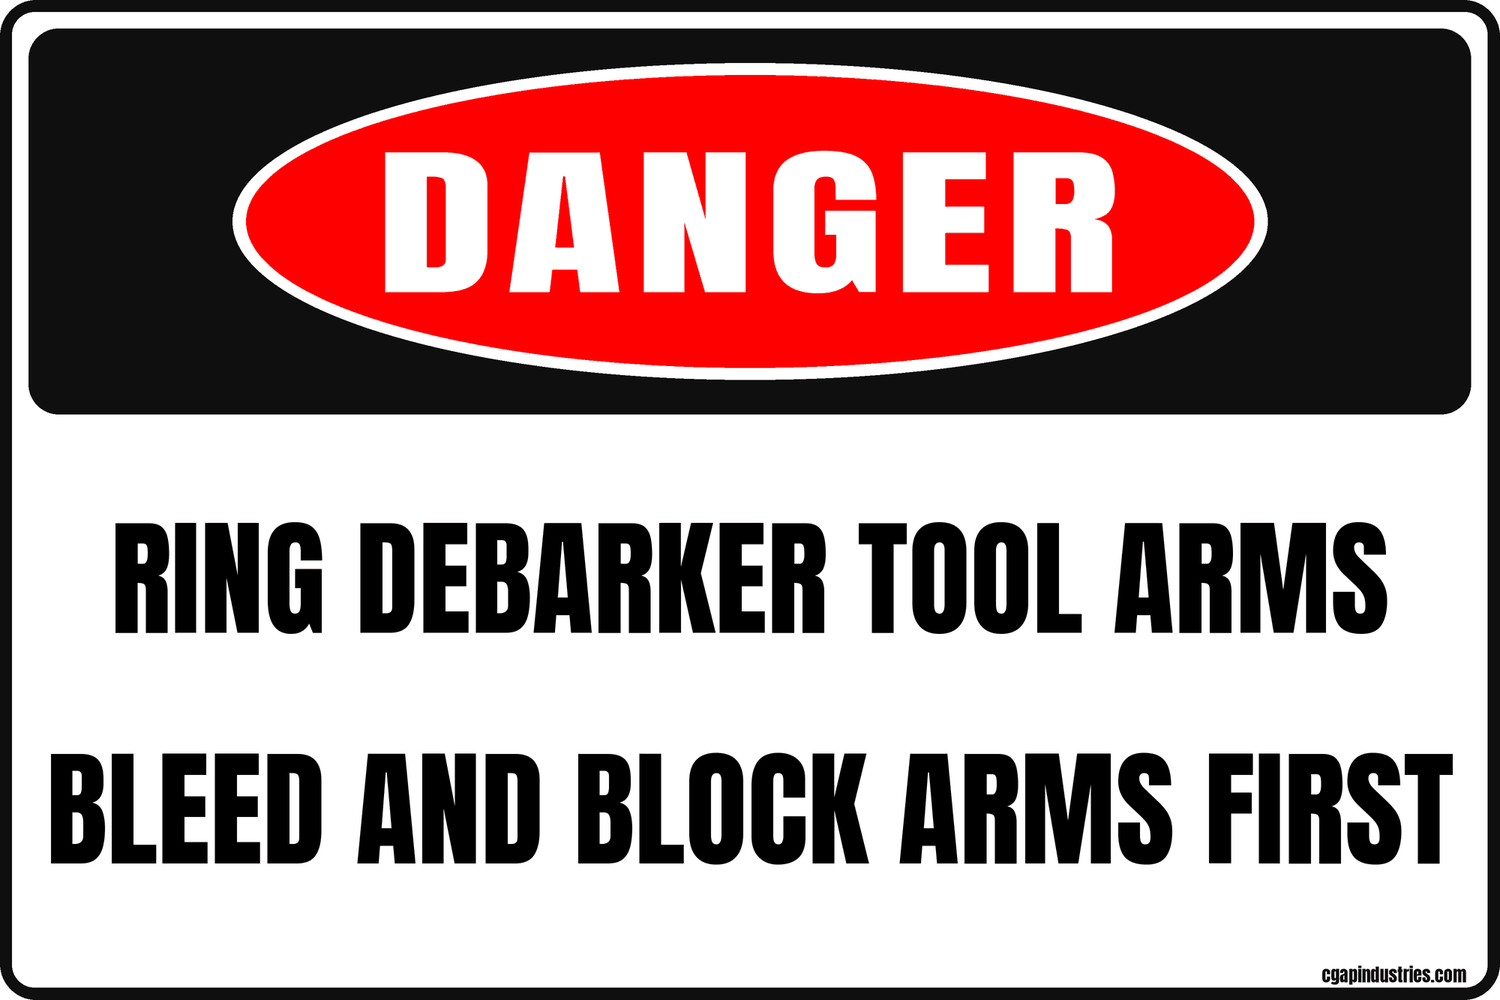 DANGER
RING DEBARKER TOOL ARMS
BLEED AND BLOCK ARMS FIRST
cgapindustries.com